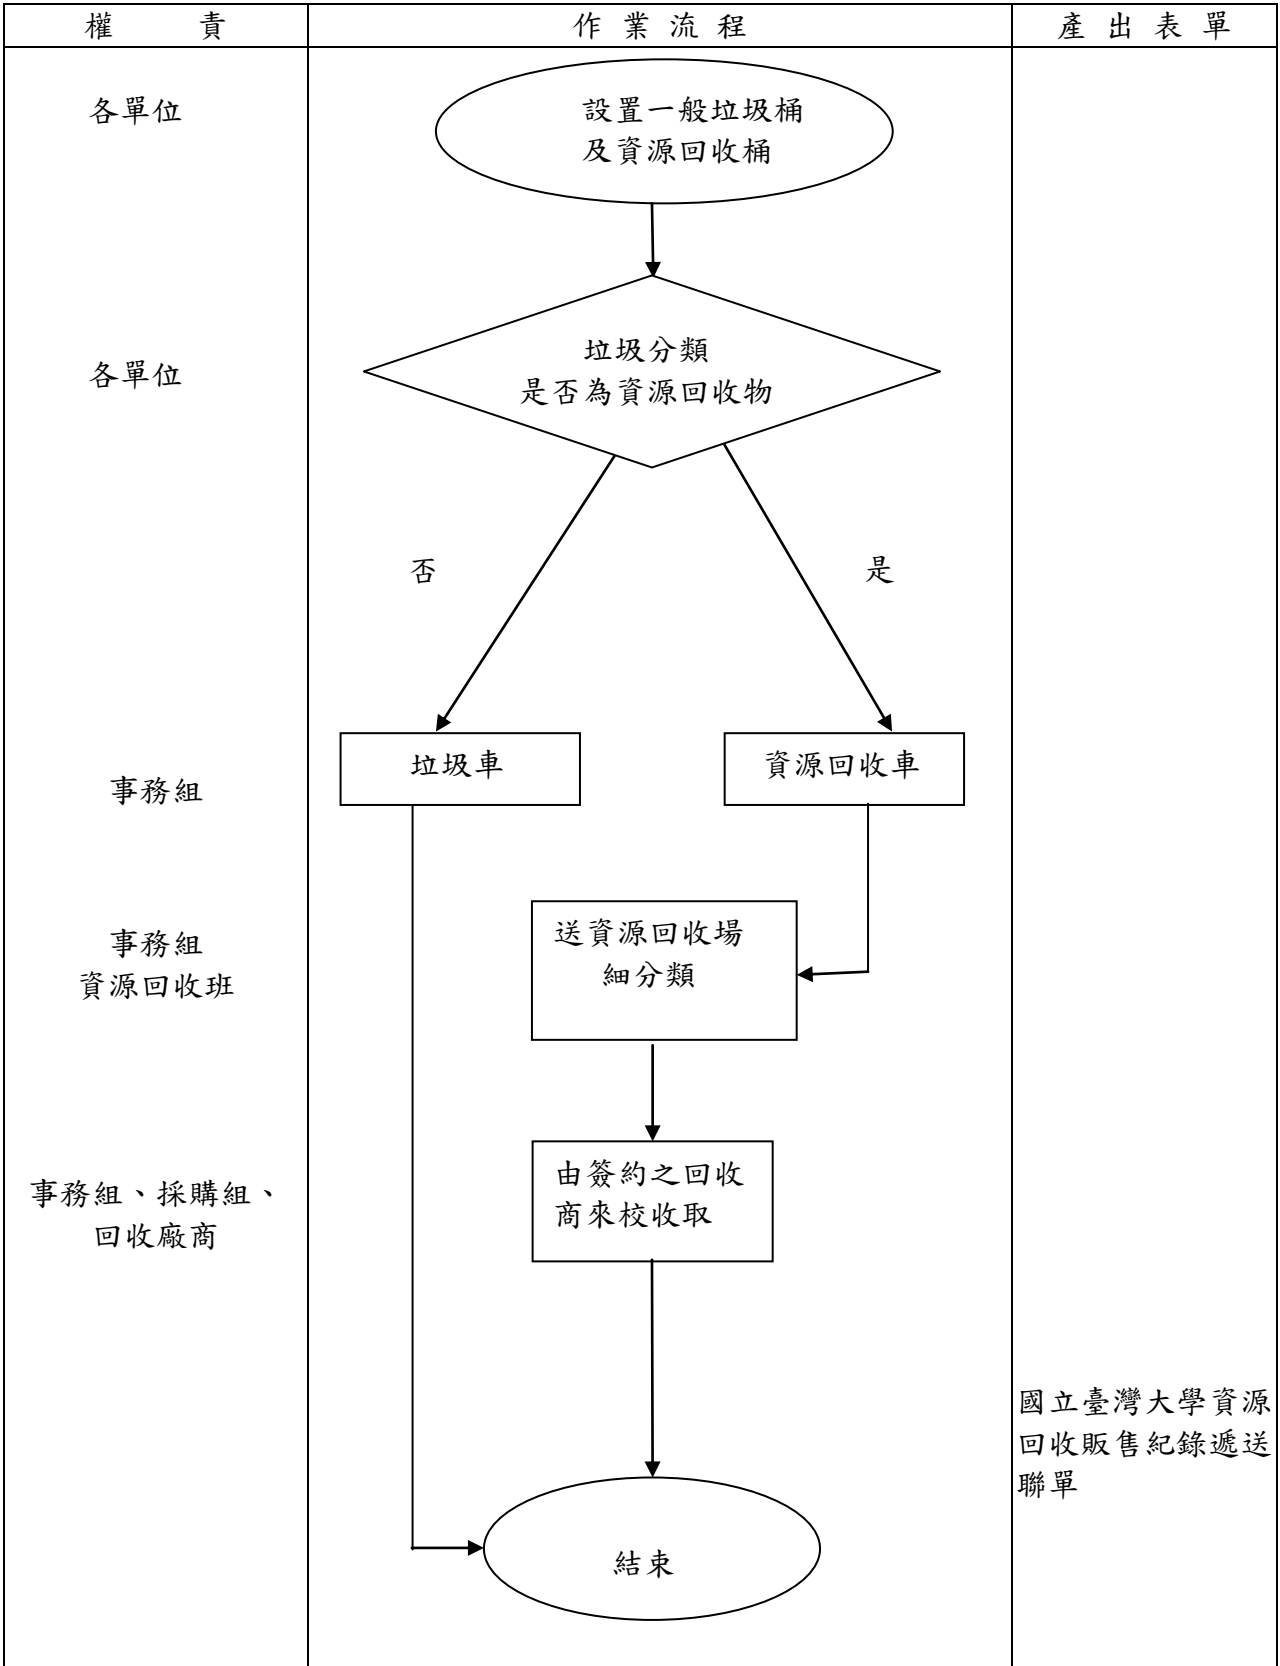 權 責
作 業 流 程
產 出 表 單
各單位
設置一般垃圾桶
及資源回收桶
各單位
垃圾分類
是否為資源回收物
否
是
事務組
垃圾車
資源回收車
事務組
資源回收班
送資源回收場
細分類
事務組、採購組、
回收廠商
由簽約之回收
商來校收取
國立臺灣大學資源
回收販售紀錄遞送
聯單
結束